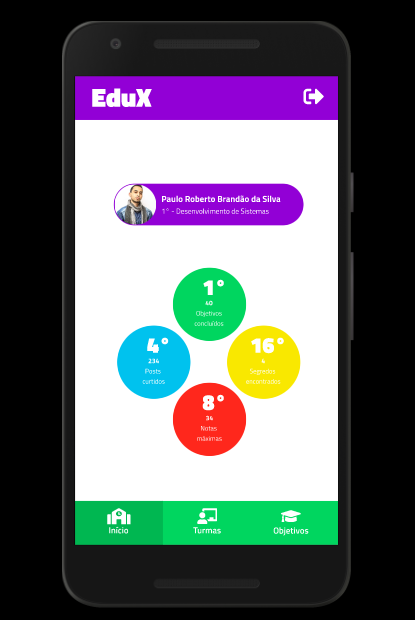 EduX
Paulo Roberto Brandão da Silva
1° - Desenvolvimento de Sistemas
1°
40
Objetivos
concluídos
4°
234
Posts
curtidos
16°
4
Segredos
encontrados
8°
34
Notas
máximas
Início
Turmas
Objetivos